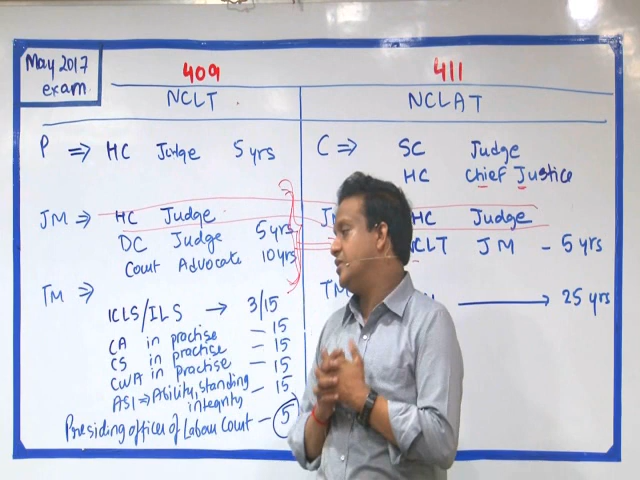 May 2017
exam
409
411
NCLT
NCLAT
P ⇒ HC Judge 5 yrs
C ⇒ SC Judge
HC Chief Justice
JM ⇒ HC Judge
HC Judge
DC Judge 5 yrs
NCLT JM - 5 yrs
Court Advocate 10 yrs
TM ⇒
TM → 25 yrs
ICLS/ILS → 3/15
CA in practise - 15
CS in practise - 15
CWA in practise - 15
ASI ⇒ Ability, Standing - 15
integrity
Presiding officer of Labour Court - 5